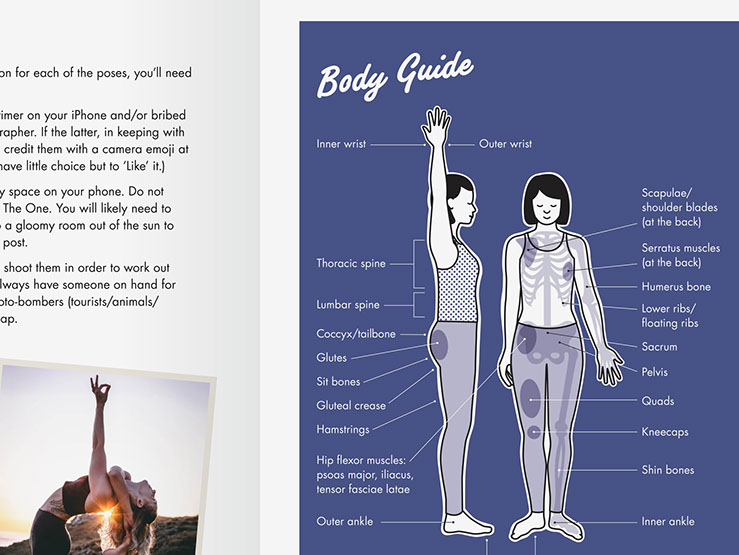 on for each of the poses, you’ll need
imer on your iPhone and/or bribed
rapher. If the latter, in keeping with
credit them with a camera emoji at
have little choice but to ‘Like’ it.)
y space on your phone. Do not
The One. You will likely need to
a gloomy room out of the sun to
post.
shoot them in order to work out
lways have someone on hand for
oto-bombers (tourists/animals/
ap.
Body Guide
Inner wrist
Outer wrist
Thoracic spine
Lumbar spine
Coccyx/tailbone
Glutes
Sit bones
Gluteal crease
Hamstrings
Hip flexor muscles:
psoas major, iliacus,
tensor fasciae latae
Outer ankle
Scapulae/
shoulder blades
(at the back)
Serratus muscles
(at the back)
Humerus bone
Lower ribs/
floating ribs
Sacrum
Pelvis
Quads
Kneecaps
Shin bones
Inner ankle